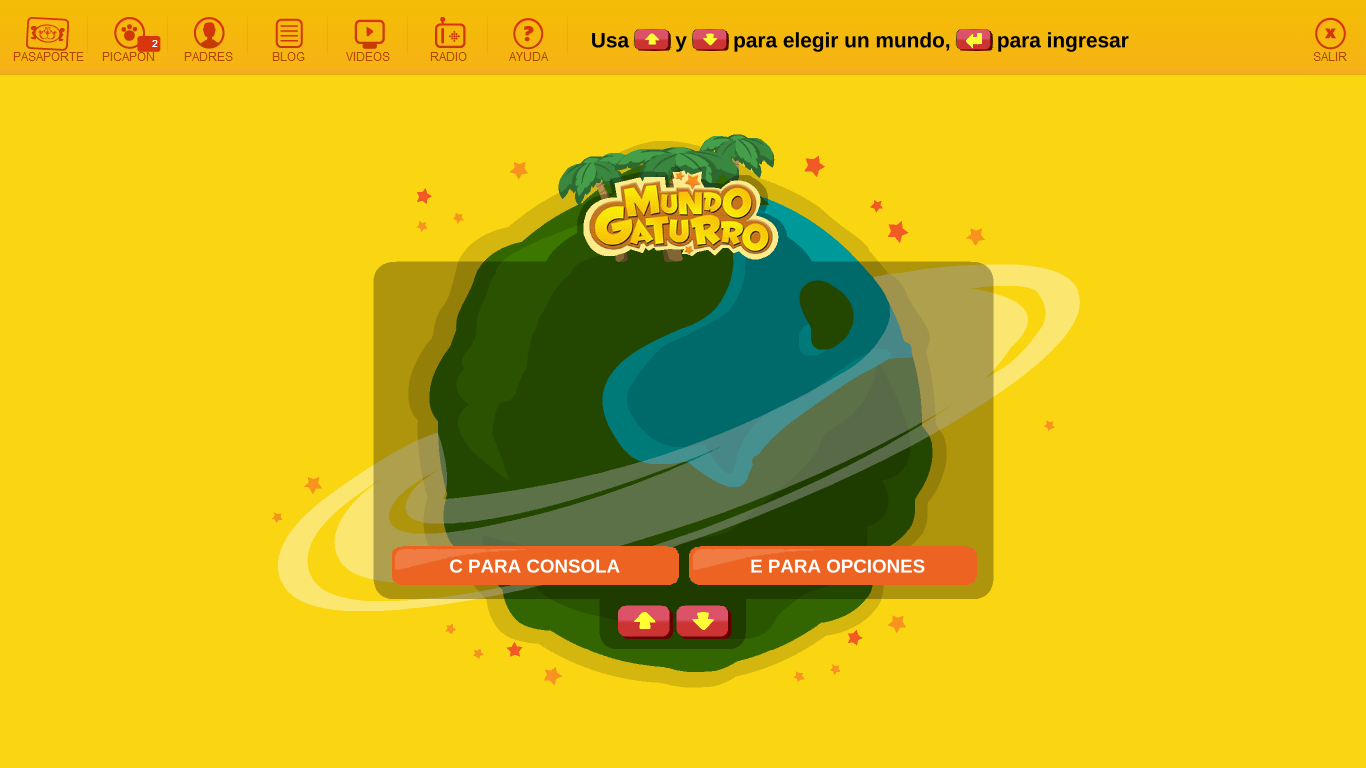 PASAPORTE
PICAPON
2
PADRES
BLOG
VIDEOS
RADIO
AYUDA
Usa y para elegir un mundo, para ingresar
X
SALIR
MUNDO
GATURRO
C PARA CONSOLA
E PARA OPCIONES